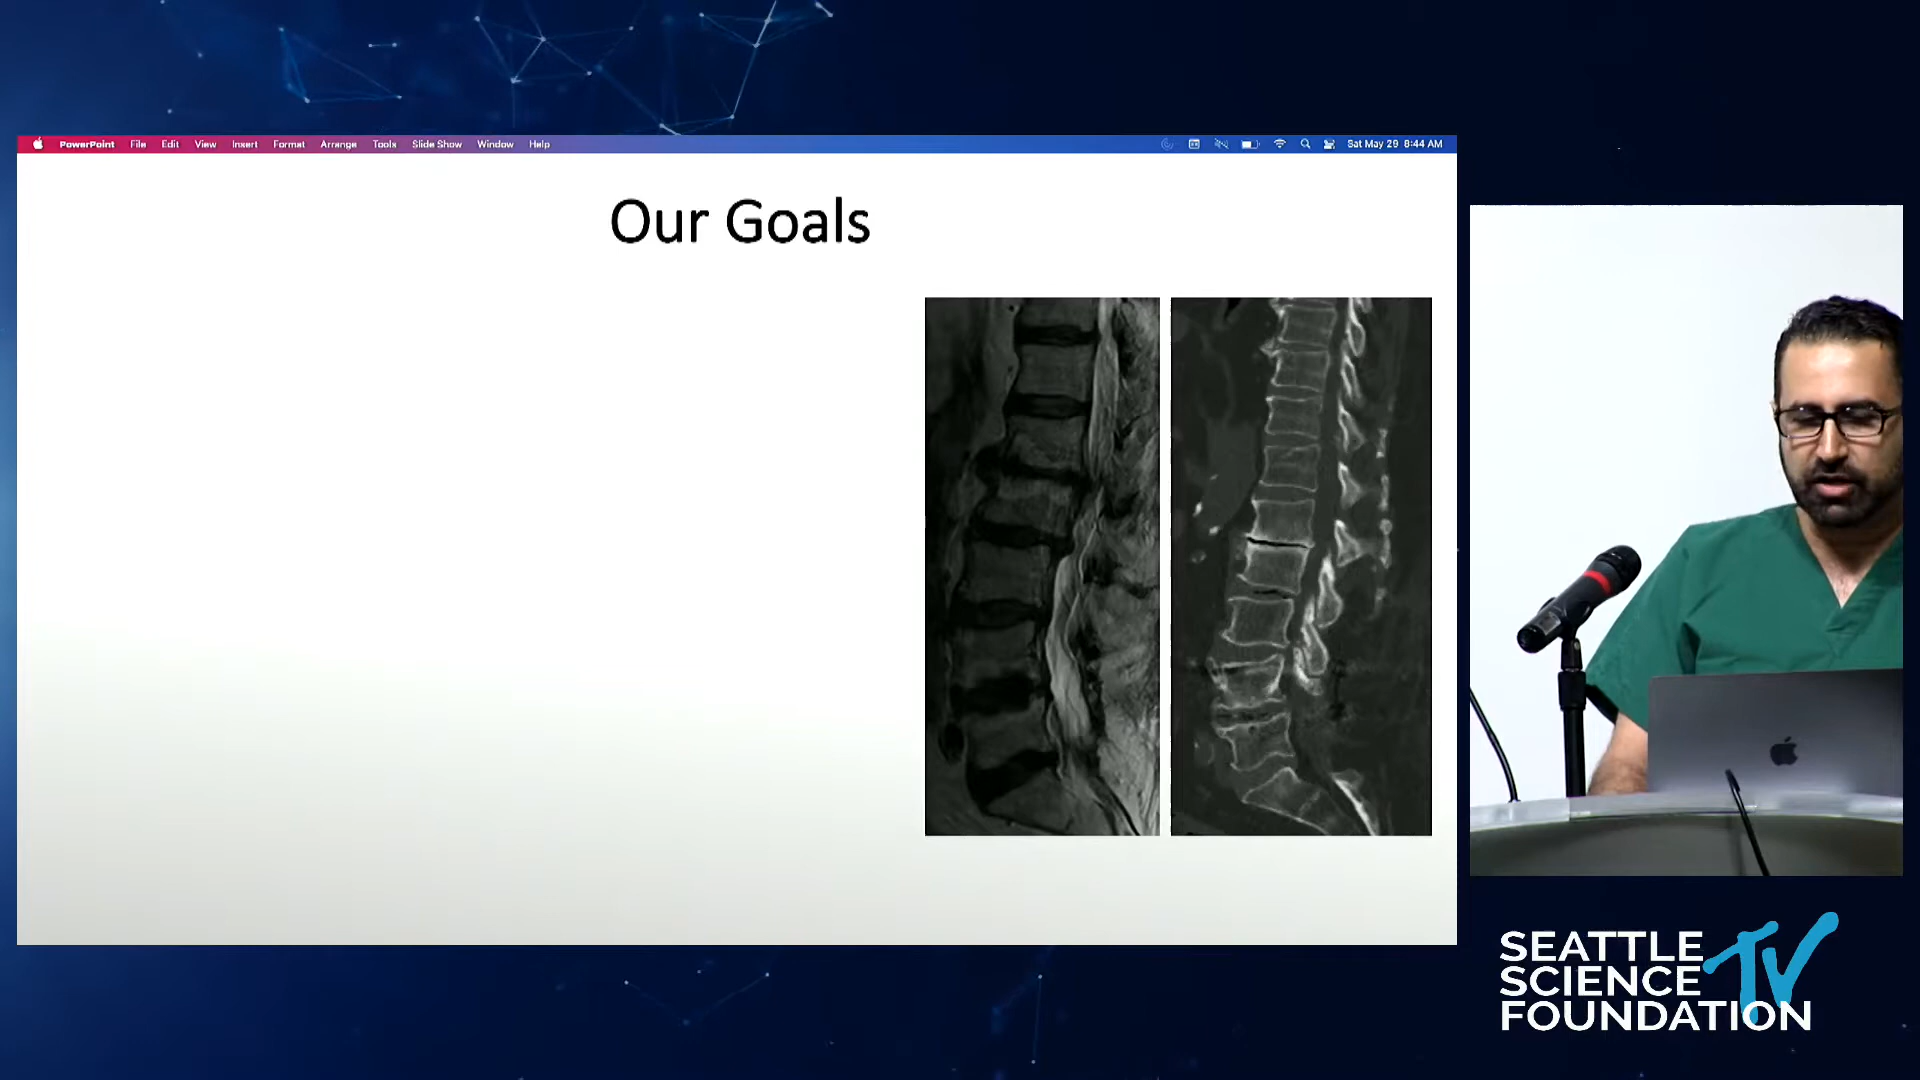 PowerPoint File Edit View Insert Format Arrange Tools Slide Show Window Help Sat May 29 8:44 AM
Our Goals
SEATTLE
SCIENCE
FOUNDATION
TV